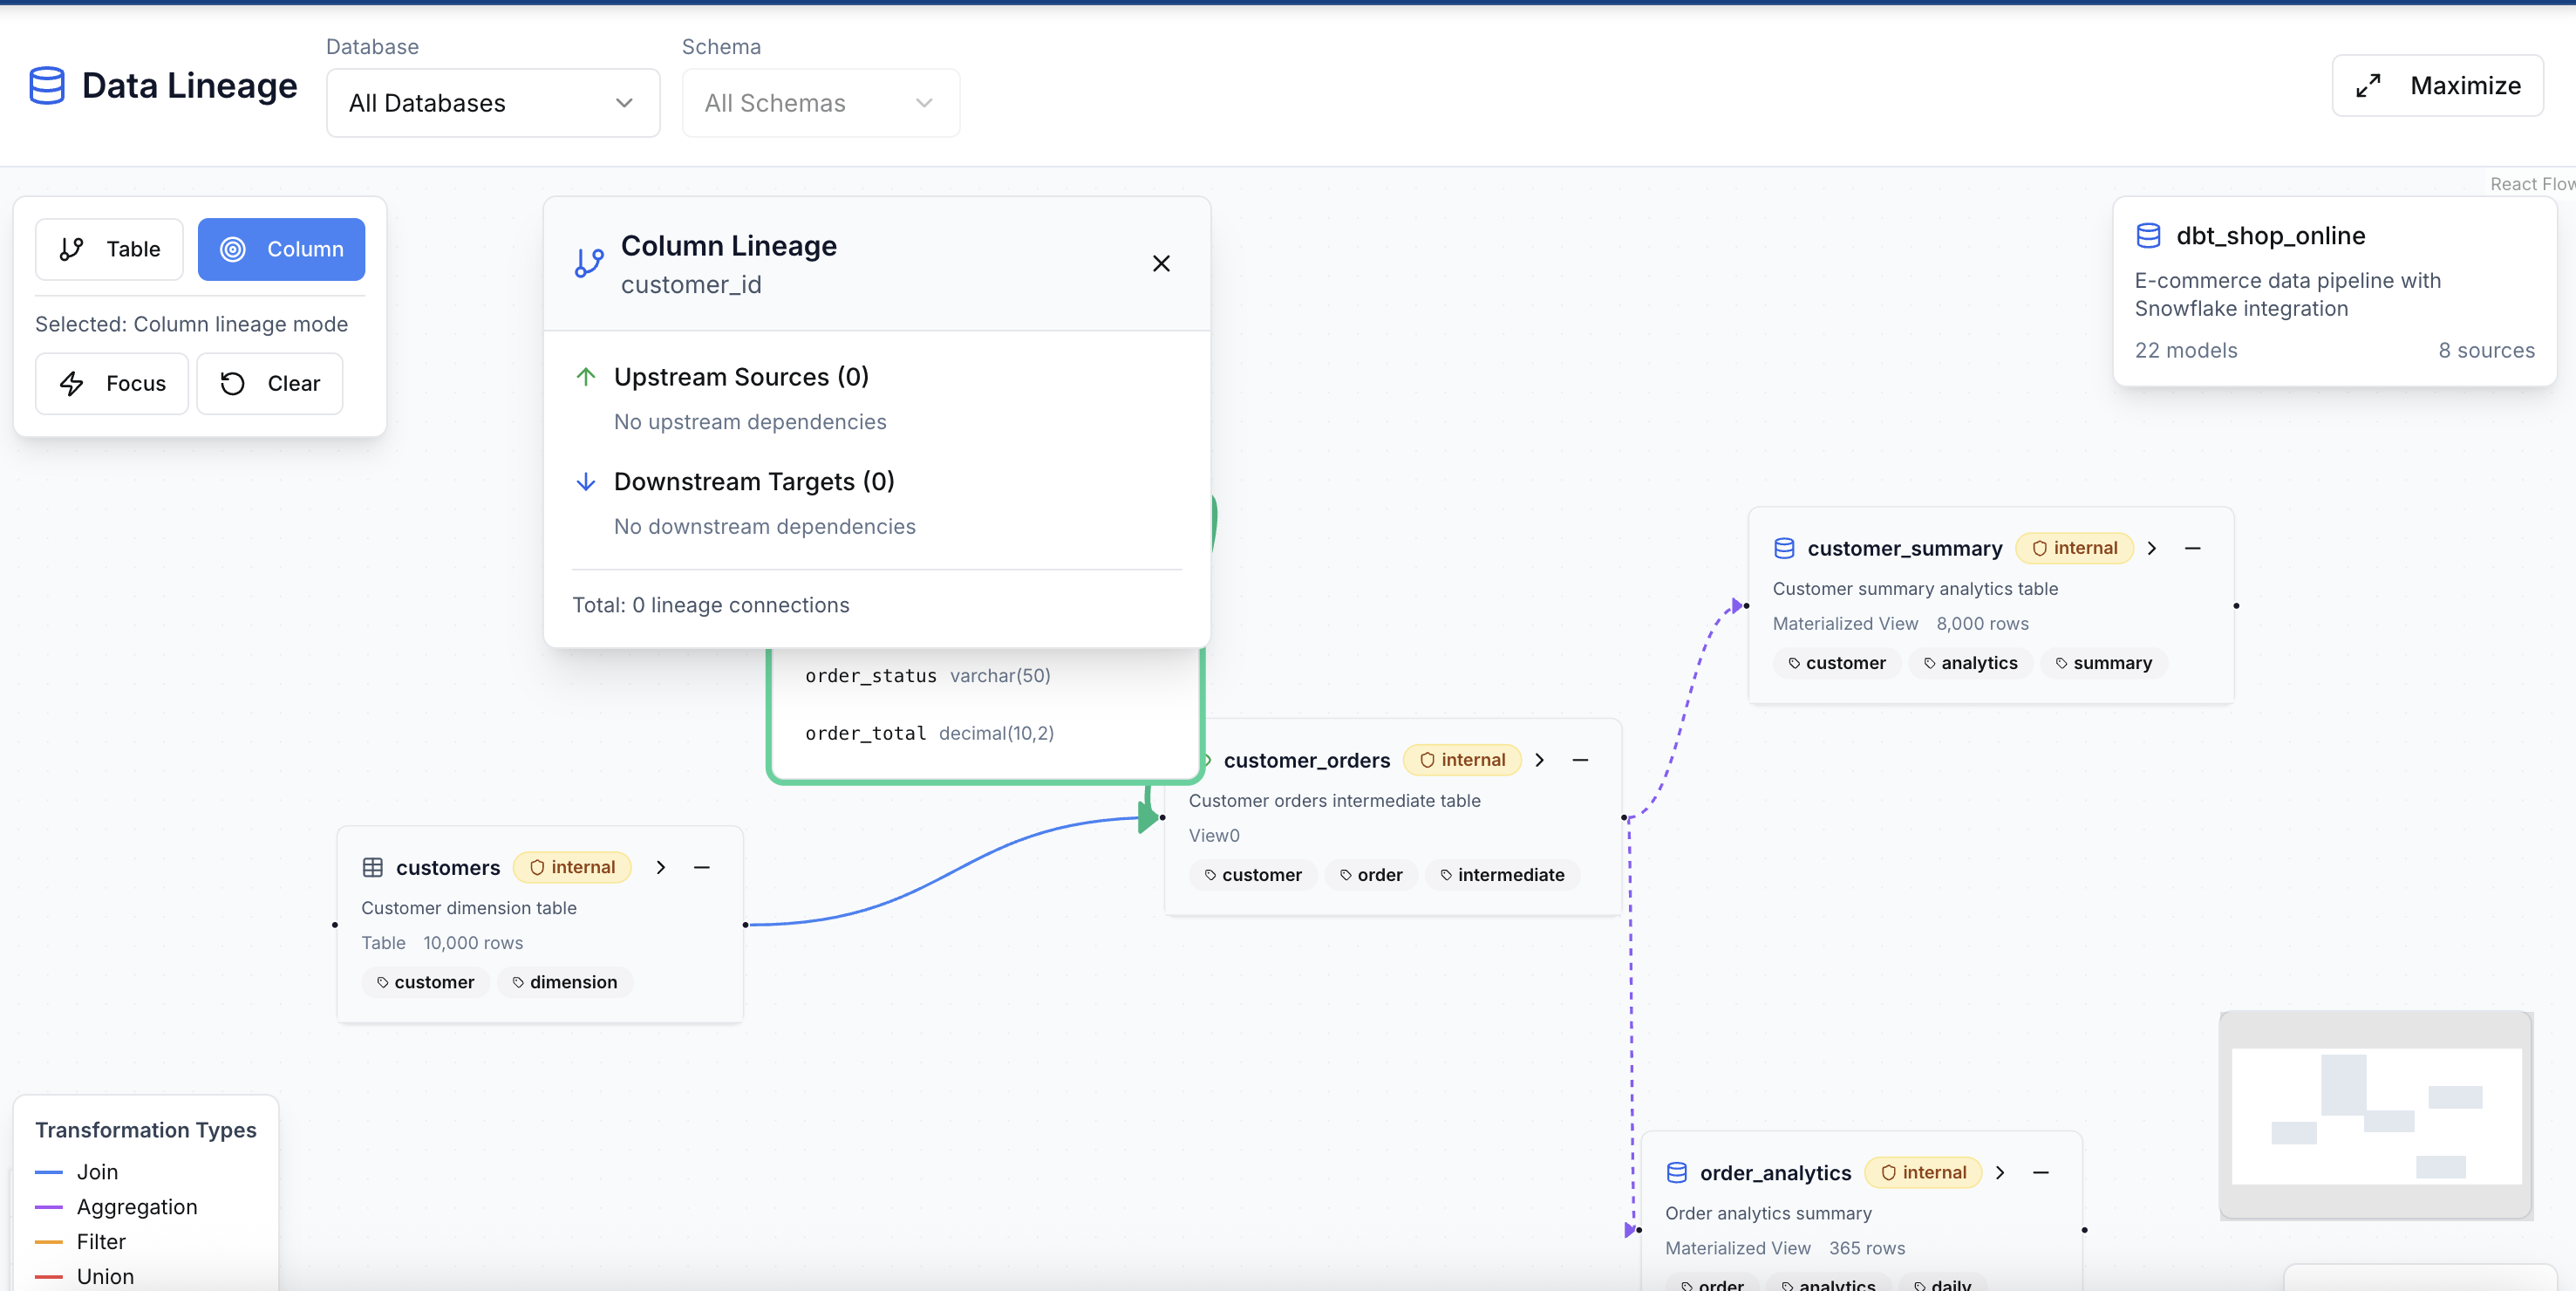 Data Lineage
Database
All Databases
Schema
All Schemas
Maximize
React Flow
Table
Column
Selected: Column lineage mode
Focus
Clear
Column Lineage
customer_id
Upstream Sources (0)
No upstream dependencies
Downstream Targets (0)
No downstream dependencies
Total: 0 lineage connections
order_status varchar(50)
order_total decimal(10,2)
dbt_shop_online
E-commerce data pipeline with
Snowflake integration
22 models 8 sources
customer_summary internal
Customer summary analytics table
Materialized View 8,000 rows
customer analytics summary
customer_orders internal
Customer orders intermediate table
View0
customer order intermediate
customers internal
Customer dimension table
Table 10,000 rows
customer dimension
order_analytics internal
Order analytics summary
Materialized View 365 rows
order analytics daily
Transformation Types
Join
Aggregation
Filter
Union